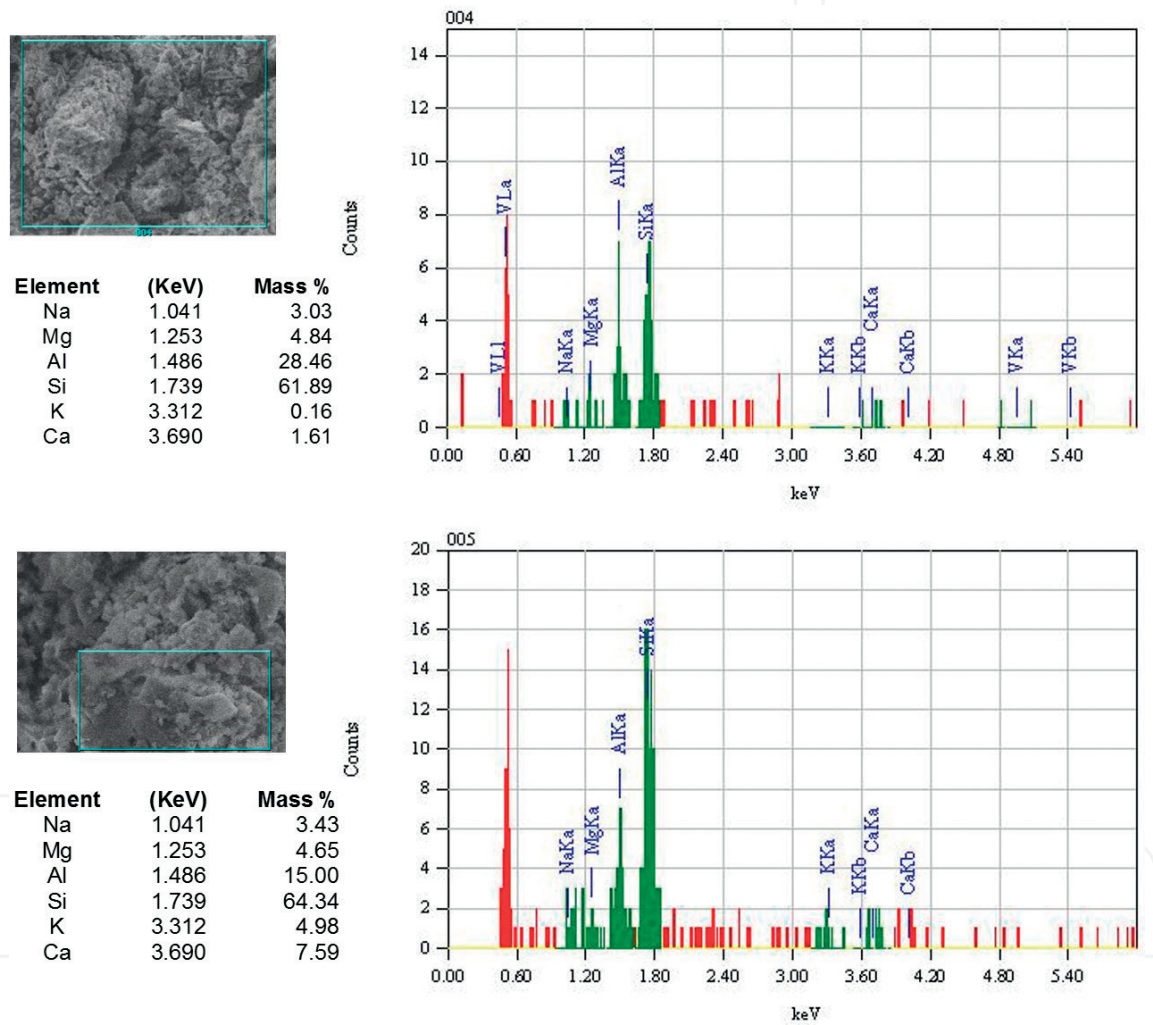 004
14
12
10
8
6
4
2
0
Counts
VLl
VLa
NaKa
MgKa
AlKa
SiKa
KKa
KKb
CaKa
CaKb
VKa
VKb
0.00 0.60 1.20 1.80 2.40 3.00 3.60 4.20 4.80 5.40
keV
004
Element (KeV) Mass %
Na 1.041 3.03
Mg 1.253 4.84
Al 1.486 28.46
Si 1.739 61.89
K 3.312 0.16
Ca 3.690 1.61
005
20
18
16
14
12
10
8
6
4
2
0
Counts
NaKa
MgKa
AlKa
SiKa
KKa
KKb
CaKa
CaKb
0.00 0.60 1.20 1.80 2.40 3.00 3.60 4.20 4.80 5.40
keV
Element (KeV) Mass %
Na 1.041 3.43
Mg 1.253 4.65
Al 1.486 15.00
Si 1.739 64.34
K 3.312 4.98
Ca 3.690 7.59